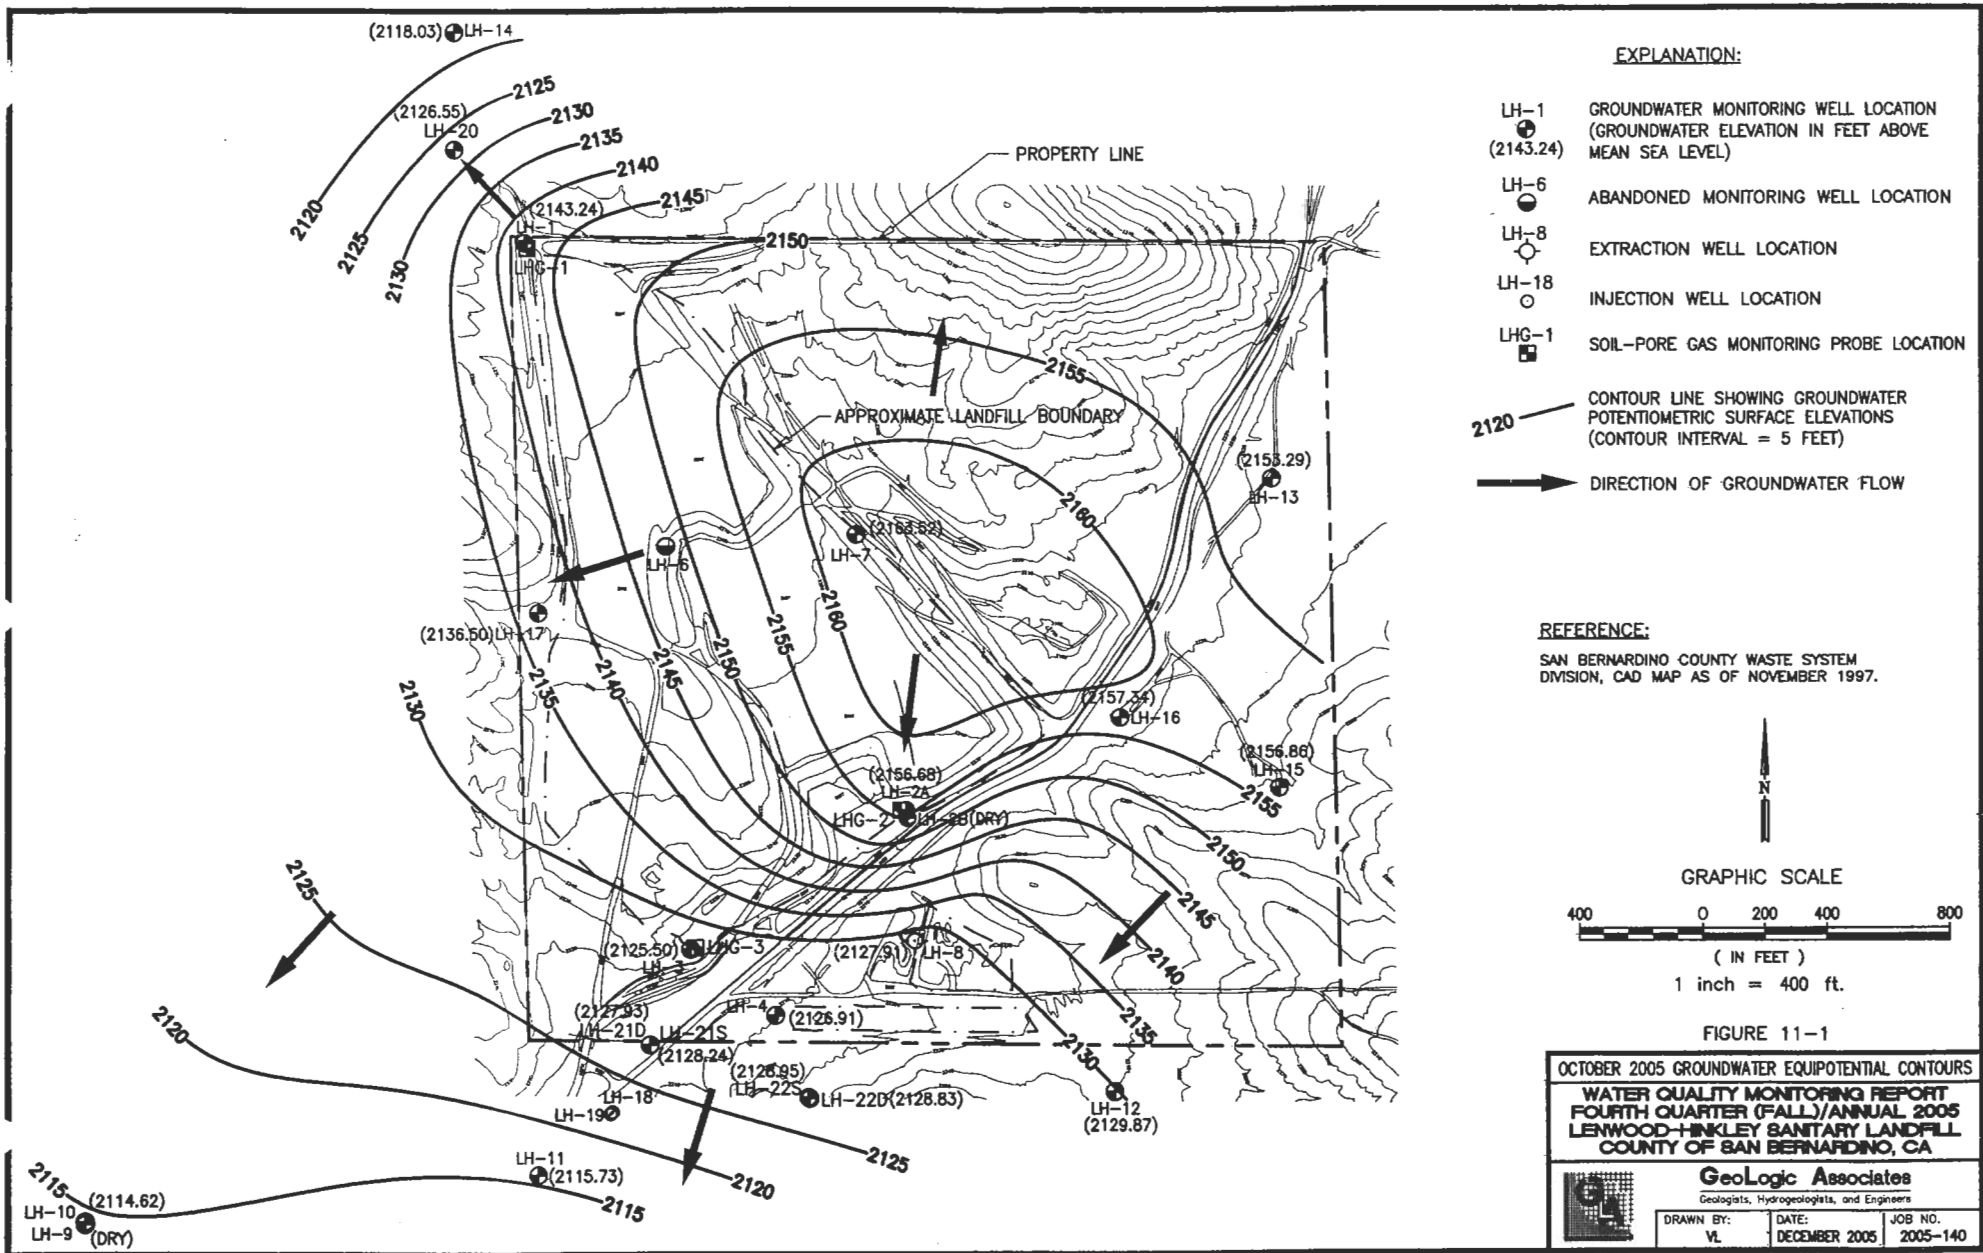 (2118.03) LH-14
2125
(2126.55)
LH-20
2130
2135
2140
2145
2120
2125
2130
(2143.24)
LH-1
LHG-1
2150
PROPERTY LINE
2155
APPROXIMATE LANDFILL BOUNDARY
(2153.29)
LH-13
2160
(2163.52)
LH-7
LH-6
2160
2155
2150
2145
2140
2135
2130
(2136.50) LH-17
(2157.34)
LH-16
(2156.86)
LH-15
2155
(2156.68)
LH-2A
LHG-2
LH-2B(DRY)
2150
2145
2140
2135
2130
2125
(2125.50)
LHG-3
LH-3
(2127.91)
LH-8
LH-4
(2126.91)
(2127.93)
LH-21D
LH-21S
(2128.24)
2120
LH-22S
LH-22D(2128.83)
LH-18
LH-19
LH-12
(2129.87)
2125
2120
LH-11
(2115.73)
2115
2115
(2114.62)
LH-10
LH-9
(DRY)
EXPLANATION:
LH-1
(2143.24)
GROUNDWATER MONITORING WELL LOCATION
(GROUNDWATER ELEVATION IN FEET ABOVE
MEAN SEA LEVEL)
LH-6
ABANDONED MONITORING WELL LOCATION
LH-8
EXTRACTION WELL LOCATION
LH-18
INJECTION WELL LOCATION
LHG-1
SOIL-PORE GAS MONITORING PROBE LOCATION
2120
CONTOUR LINE SHOWING GROUNDWATER
POTENTIOMETRIC SURFACE ELEVATIONS
(CONTOUR INTERVAL = 5 FEET)
DIRECTION OF GROUNDWATER FLOW
REFERENCE:
SAN BERNARDINO COUNTY WASTE SYSTEM
DIVISION, CAD MAP AS OF NOVEMBER 1997.
N
GRAPHIC SCALE
400 0 200 400 800
( IN FEET )
1 inch = 400 ft.
FIGURE 11-1
OCTOBER 2005 GROUNDWATER EQUIPOTENTIAL CONTOURS
WATER QUALITY MONITORING REPORT
FOURTH QUARTER (FALL)/ANNUAL 2005
LENWOOD-HINKLEY SANITARY LANDFILL
COUNTY OF SAN BERNARDINO, CA
GLA
GeoLogic Associates
Geologists, Hydrogeologists, and Engineers
DRAWN BY:
VL
DATE:
DECEMBER 2005
JOB NO.
2005-140